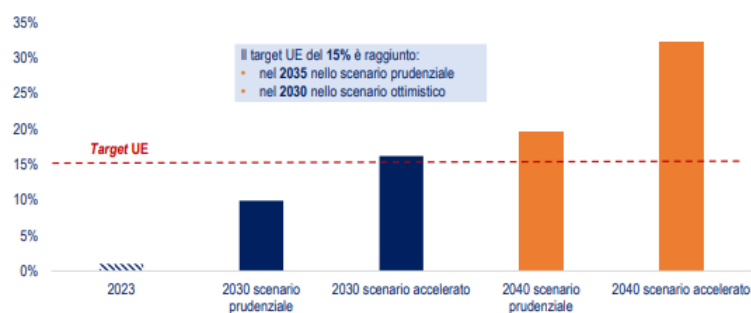 35%
30%
25%
20%
15%
10%
5%
0%
Il target UE del 15% è raggiunto:
• nel 2035 nello scenario prudenziale
• nel 2030 nello scenario ottimistico
Target UE
2023
2030 scenario
prudenziale
2030 scenario accelerato
2040 scenario
prudenziale
2040 scenario accelerato